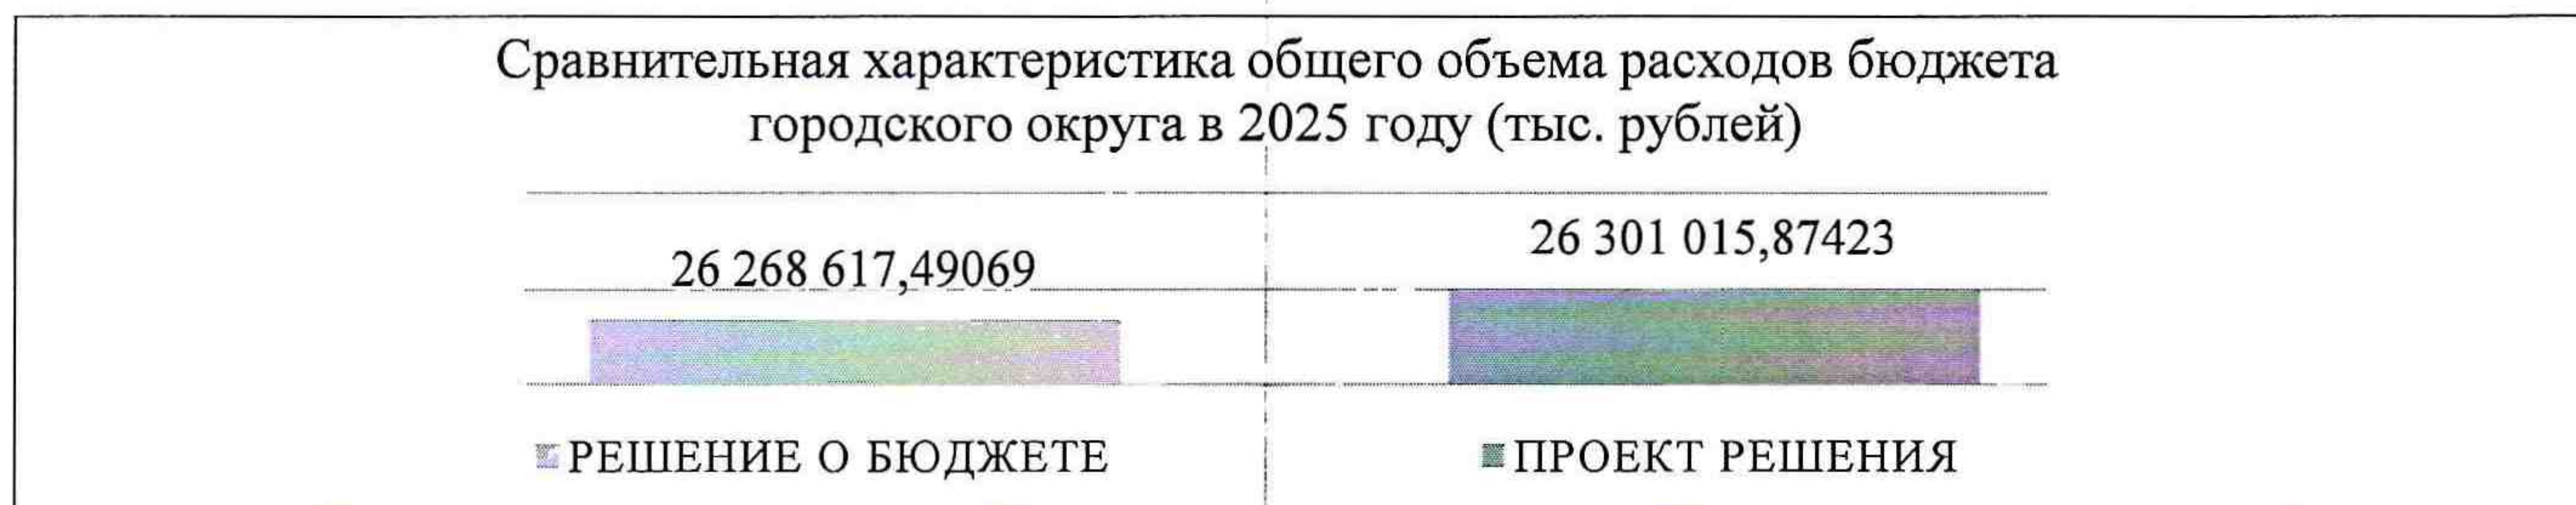 Сравнительная характеристика общего объема расходов бюджета
городского округа в 2025 году (тыс. рублей)
26 268 617,49069
26 301 015,87423
РЕШЕНИЕ О БЮДЖЕТЕ
ПРОЕКТ РЕШЕНИЯ